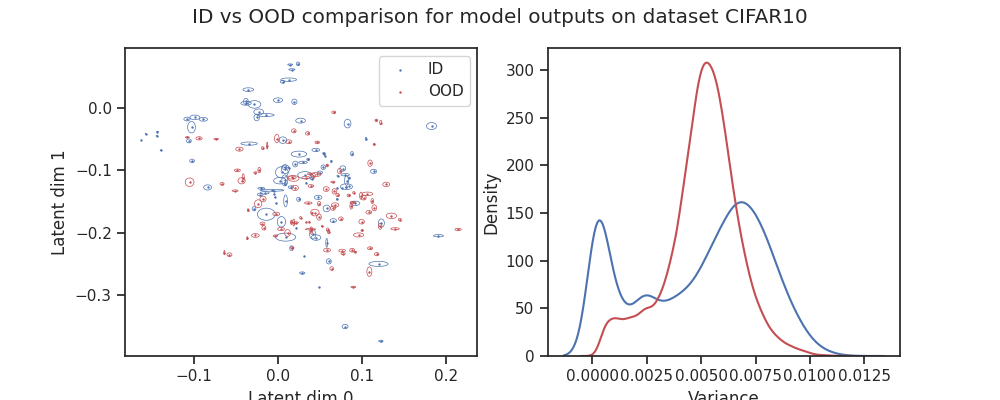 ID vs OOD comparison for model outputs on dataset CIFAR10
ID
OOD
Latent dim 1
0.0
−0.1
−0.2
−0.3
−0.1 0.0 0.1 0.2
Latent dim 0
Density
300
250
200
150
100
50
0
0.0000 0.0025 0.0050 0.0075 0.0100 0.0125
Variance